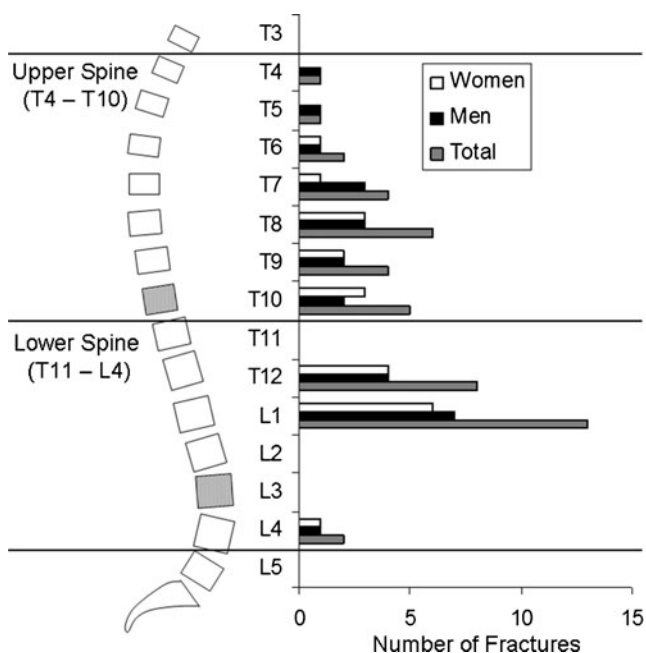 T3
Upper Spine
(T4 – T10)
T4
T5
T6
T7
T8
T9
T10
Women
Men
Total
Lower Spine
(T11 – L4)
T11
T12
L1
L2
L3
L4
L5
0 5 10 15
Number of Fractures